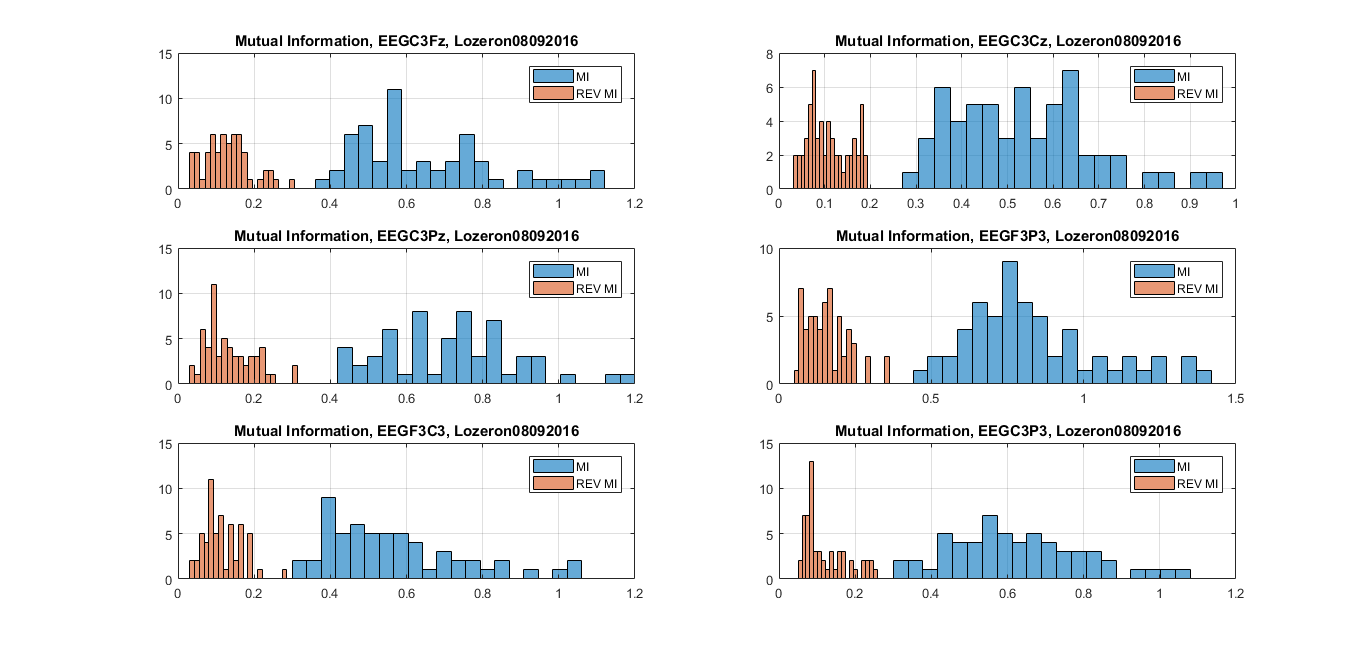 Mutual Information, EEGC3Fz, Lozeron08092016
15
10
5
0
0 0.2 0.4 0.6 0.8 1 1.2
MI
REV MI
Mutual Information, EEGC3Cz, Lozeron08092016
8
6
4
2
0
0 0.1 0.2 0.3 0.4 0.5 0.6 0.7 0.8 0.9 1
MI
REV MI
Mutual Information, EEGC3Pz, Lozeron08092016
15
10
5
0
0 0.2 0.4 0.6 0.8 1 1.2
MI
REV MI
Mutual Information, EEGF3P3, Lozeron08092016
10
5
0
0 0.5 1 1.5
MI
REV MI
Mutual Information, EEGF3C3, Lozeron08092016
15
10
5
0
0 0.2 0.4 0.6 0.8 1 1.2
MI
REV MI
Mutual Information, EEGC3P3, Lozeron08092016
15
10
5
0
0 0.2 0.4 0.6 0.8 1 1.2
MI
REV MI